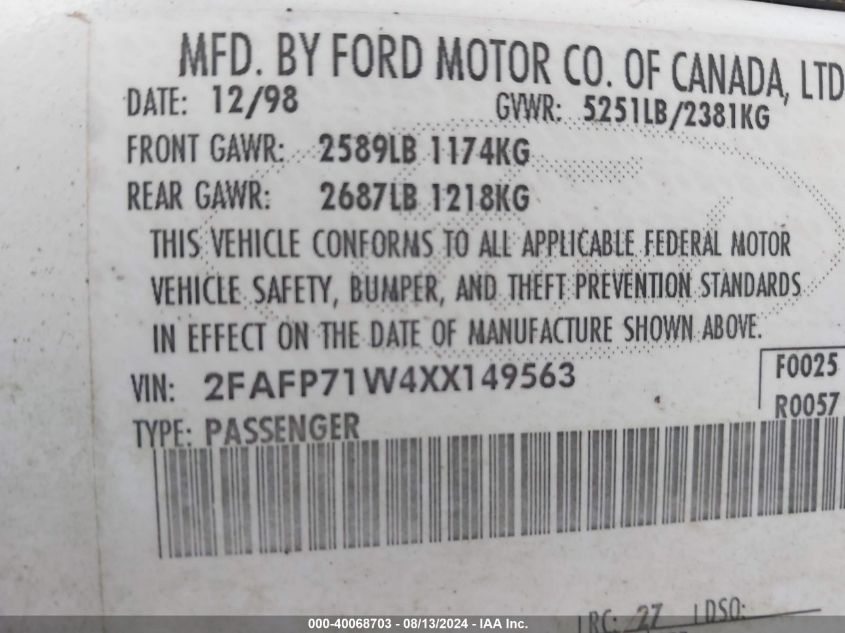 MFD. BY FORD MOTOR CO. OF CANADA, LTD
DATE: 12/98 GVWR: 5251LB/2381KG
FRONT GAWR: 2589LB 1174KG
REAR GAWR: 2687LB 1218KG
THIS VEHICLE CONFORMS TO ALL APPLICABLE FEDERAL MOTOR
VEHICLE SAFETY, BUMPER, AND THEFT PREVENTION STANDARDS
IN EFFECT ON THE DATE OF MANUFACTURE SHOWN ABOVE.
VIN: 2FAFP71W4XX149563 F0025
R0057
TYPE: PASSENGER
RC: 27 DSO:
000-40068703 - 08/13/2024 - IAA Inc.